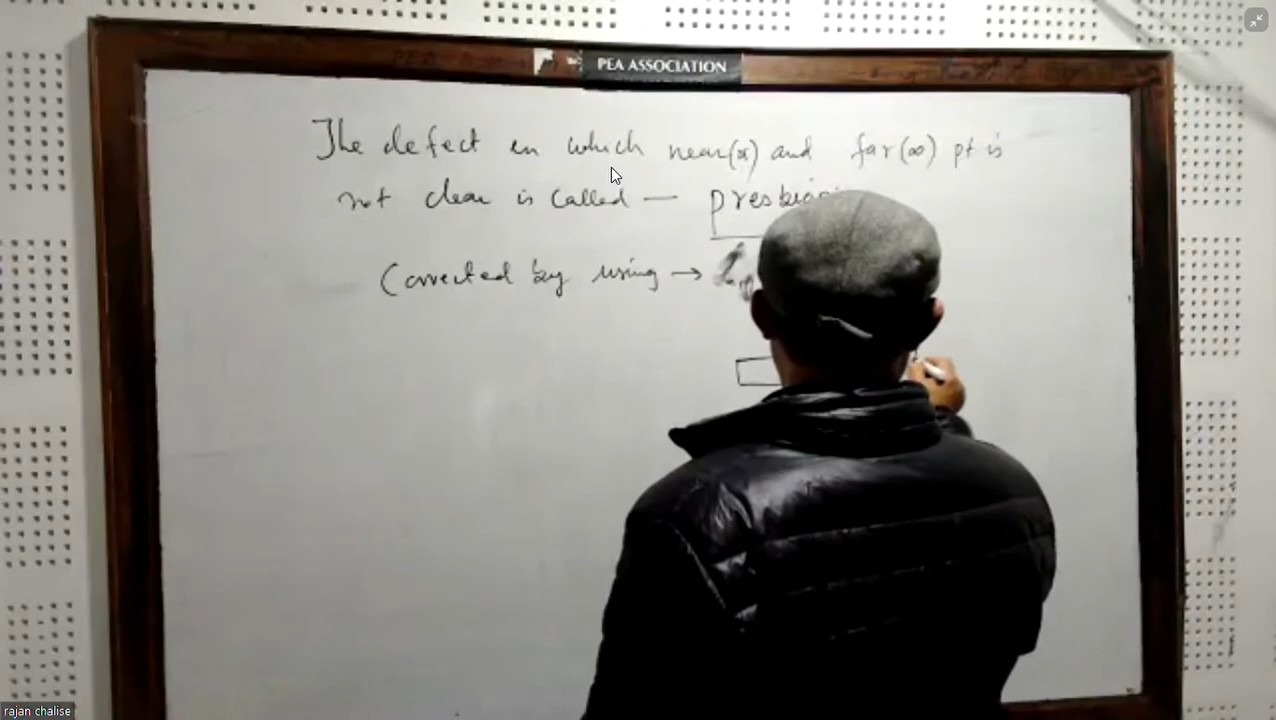 PEA ASSOCIATION
The defect in which near(x) and far(∞) pt is
not clear is called —
Corrected by using →
rajan chalise